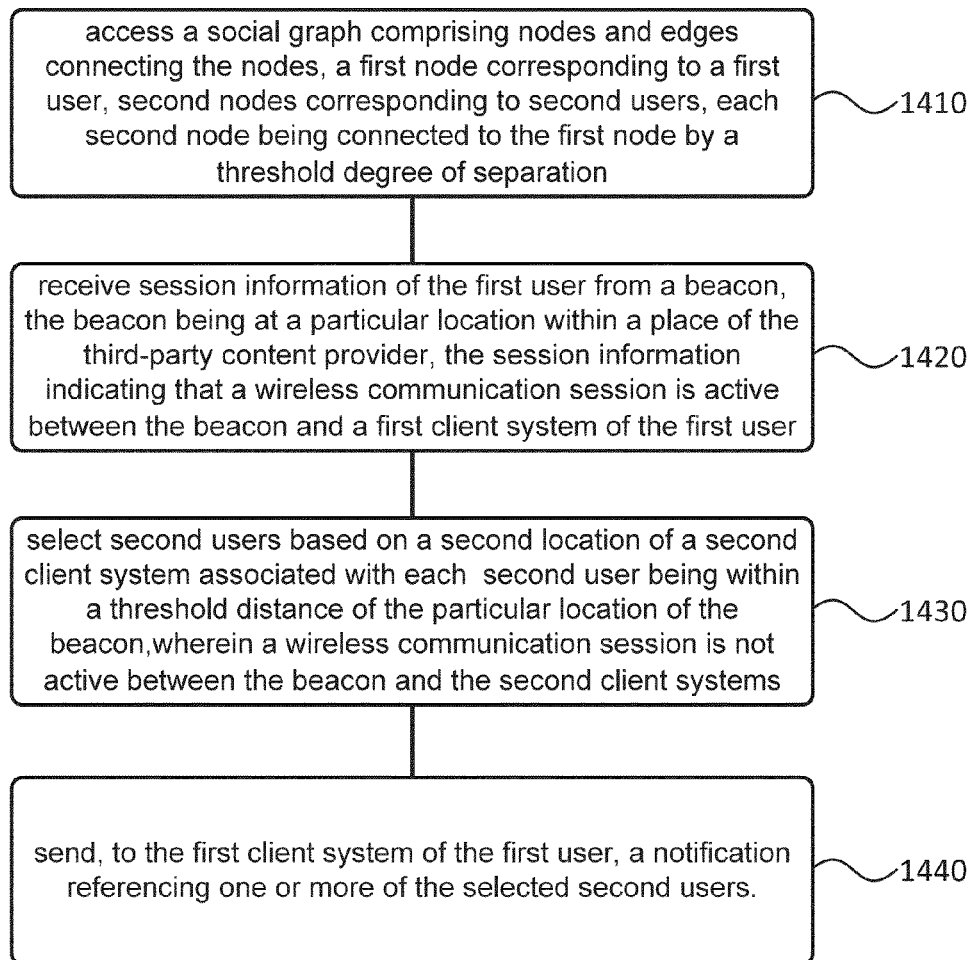 access a social graph comprising nodes and edges
connecting the nodes, a first node corresponding to a first
user, second nodes corresponding to second users, each
second node being connected to the first node by a
threshold degree of separation
1410
receive session information of the first user from a beacon,
the beacon being at a particular location within a place of the
third-party content provider, the session information
indicating that a wireless communication session is active
between the beacon and a first client system of the first user
1420
select second users based on a second location of a second
client system associated with each second user being within
a threshold distance of the particular location of the
beacon,wherein a wireless communication session is not
active between the beacon and the second client systems
1430
send, to the first client system of the first user, a notification
referencing one or more of the selected second users.
1440